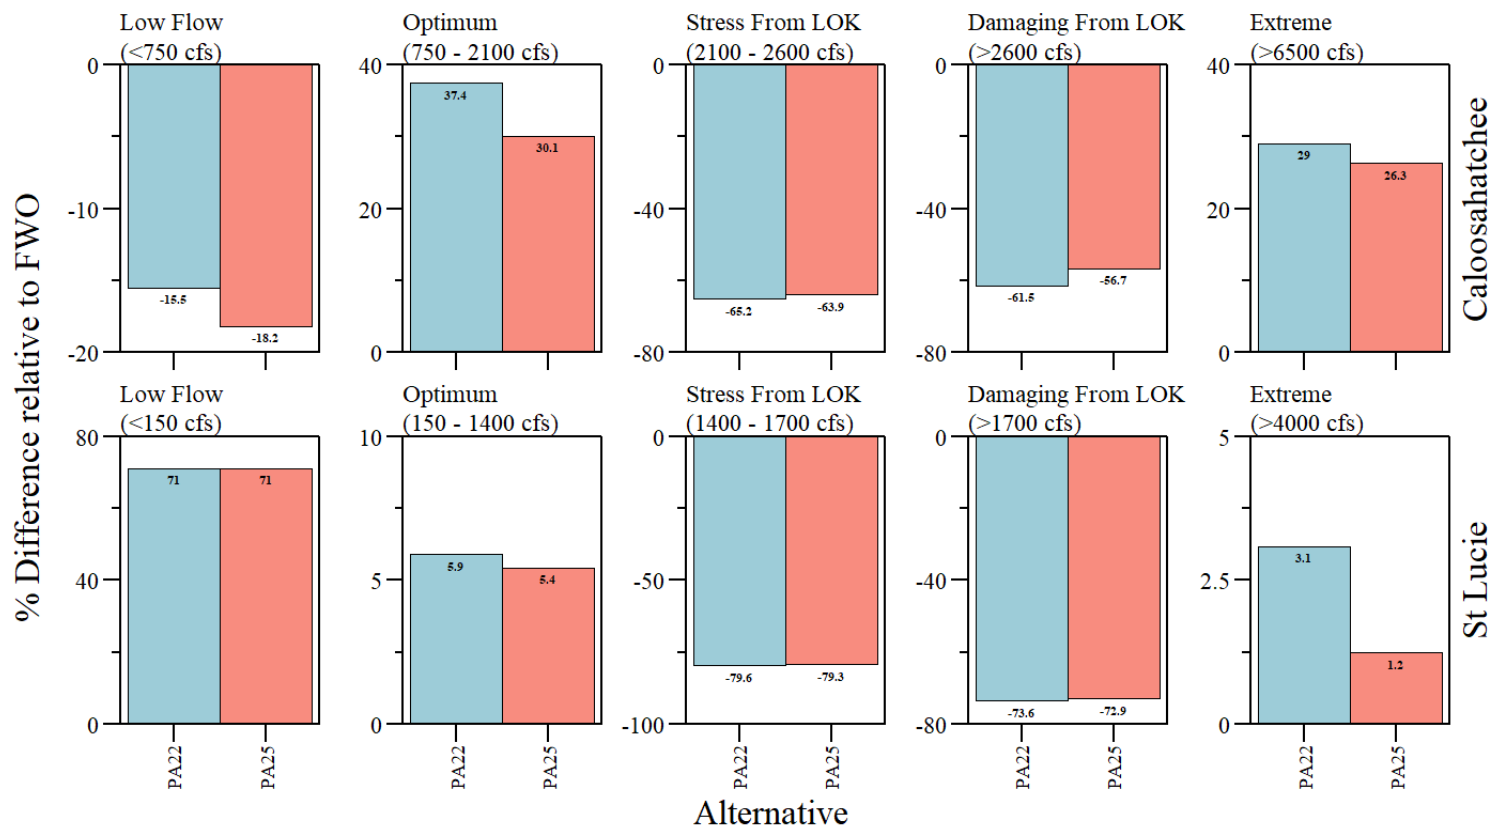 Low Flow
(<750 cfs)
Optimum
(750 - 2100 cfs)
Stress From LOK
(2100 - 2600 cfs)
Damaging From LOK
(>2600 cfs)
Extreme
(>6500 cfs)
0
-10
-20
-15.5
-18.2
40
20
0
37.4
30.1
0
-40
-80
-65.2
-63.9
0
-40
-80
-61.5
-56.7
40
20
0
29
26.3
Caloosahatchee
% Difference relative to FWO
Low Flow
(<150 cfs)
Optimum
(150 - 1400 cfs)
Stress From LOK
(1400 - 1700 cfs)
Damaging From LOK
(>1700 cfs)
Extreme
(>4000 cfs)
80
40
0
71
71
10
5
0
5.9
5.4
0
-50
-100
-79.6
-79.3
0
-40
-80
-73.6
-72.9
5
2.5
0
3.1
1.2
St Lucie
PA22
PA25
PA22
PA25
PA22
PA25
PA22
PA25
PA22
PA25
Alternative